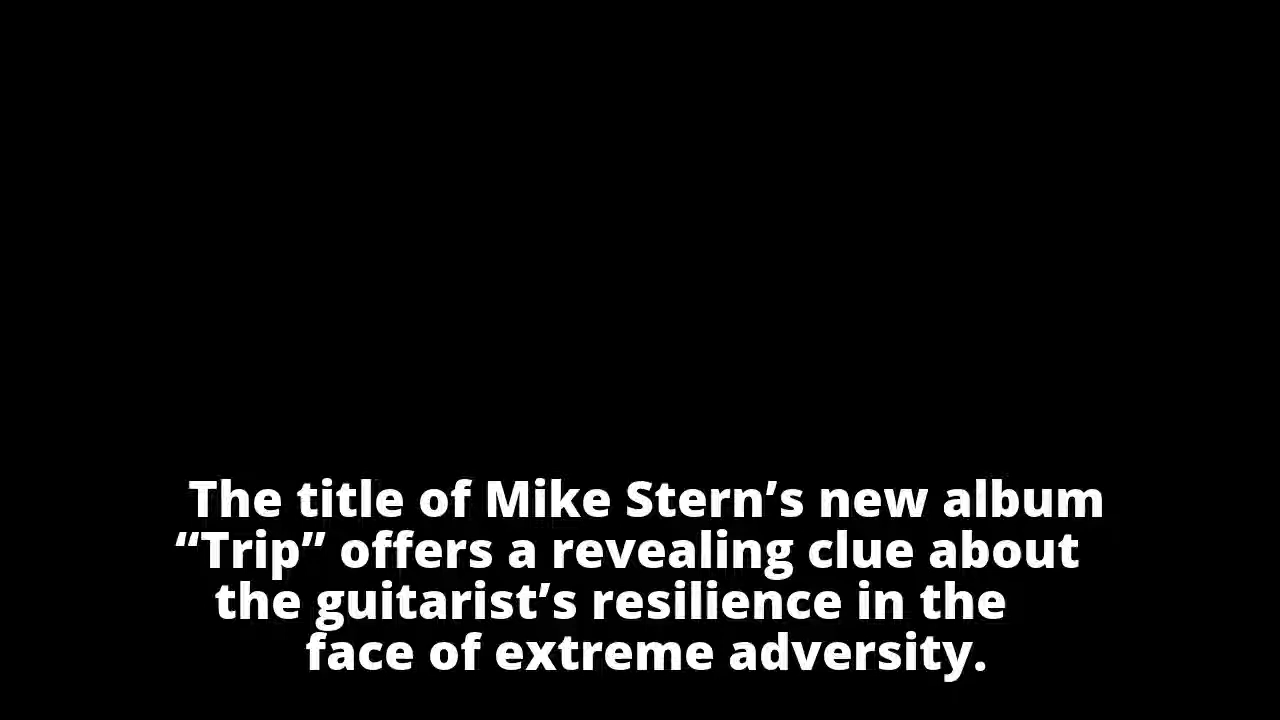 The title of Mike Stern’s new album
“Trip” offers a revealing clue about
the guitarist’s resilience in the
face of extreme adversity.